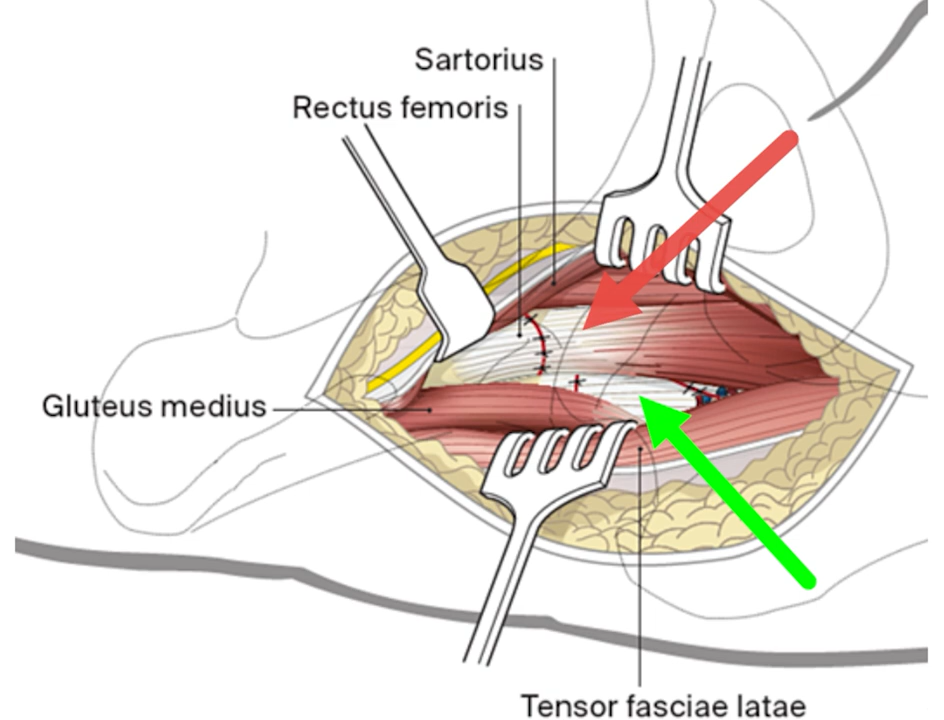 Sartorius
Rectus femoris
Gluteus medius
Tensor fasciae latae